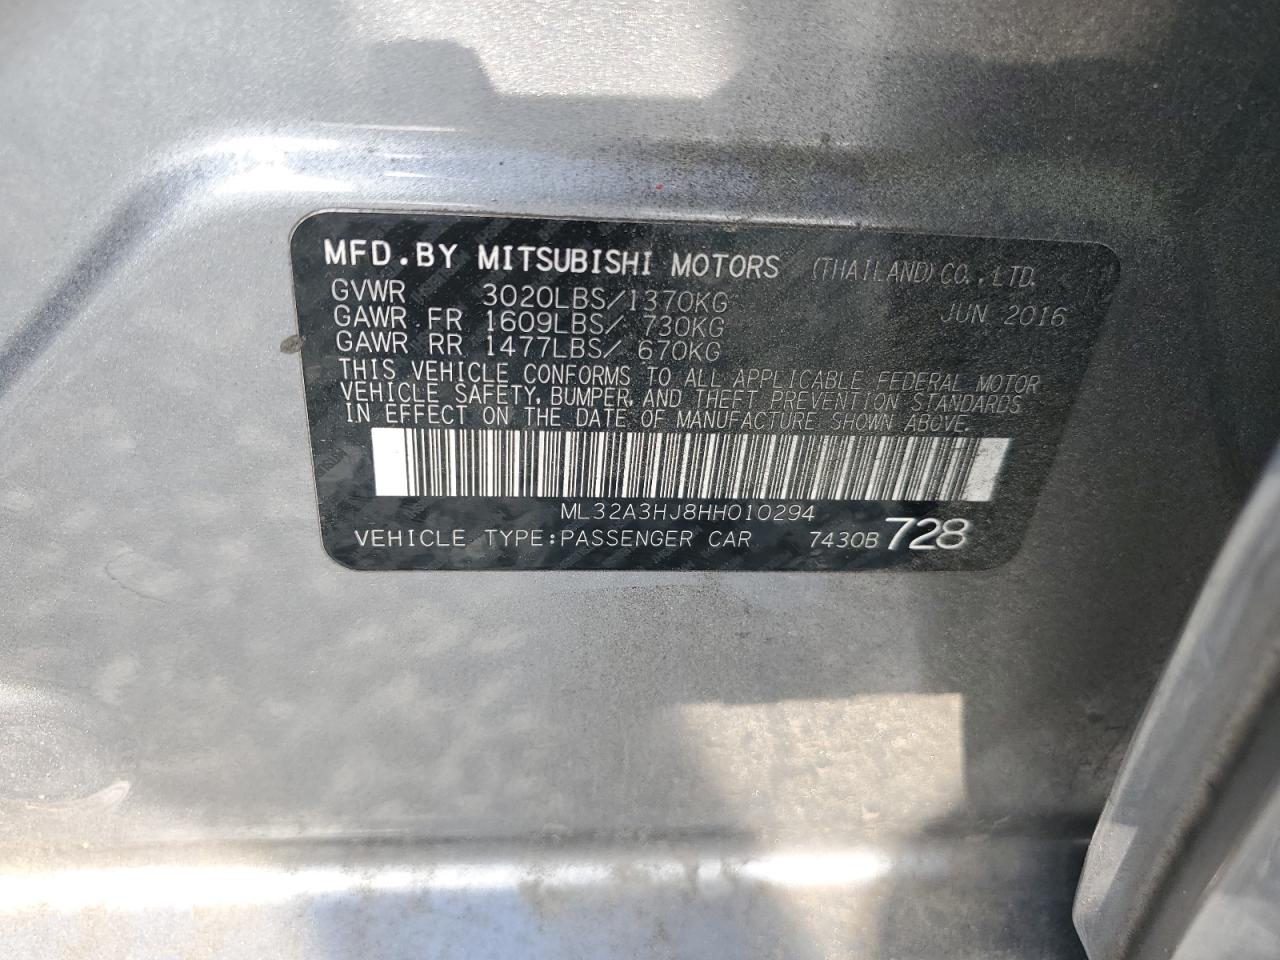 MFD.BY MITSUBISHI MOTORS (THAILAND) CO., LTD.
GVWR 3020LBS/1370KG JUN 2016
GAWR FR 1609LBS/ 730KG
GAWR RR 1477LBS/ 670KG
THIS VEHICLE CONFORMS TO ALL APPLICABLE FEDERAL MOTOR
VEHICLE SAFETY, BUMPER, AND THEFT PREVENTION STANDARDS
IN EFFECT ON THE DATE OF MANUFACTURE SHOWN ABOVE.
ML32A3HJ8HH010294
VEHICLE TYPE:PASSENGER CAR 7430B 728